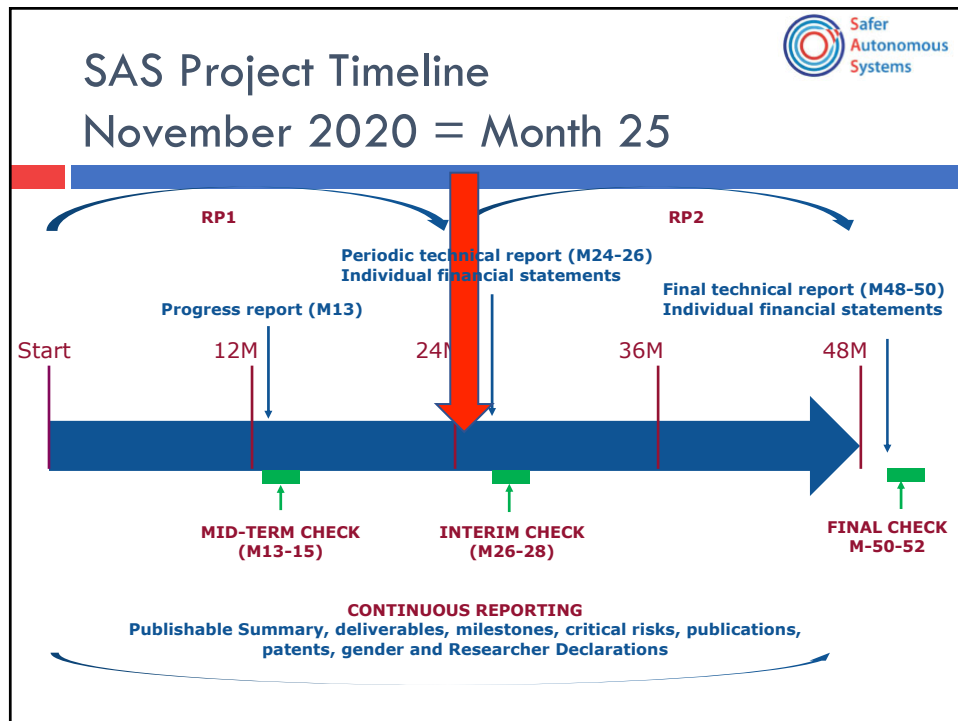 SAS Project Timeline
November 2020 = Month 25
Safer
Autonomous
Systems
RP1
RP2
Periodic technical report (M24-26)
Individual financial statements
Progress report (M13)
Final technical report (M48-50)
Individual financial statements
Start
12M
24M
36M
48M
MID-TERM CHECK
(M13-15)
INTERIM CHECK
(M26-28)
FINAL CHECK
M-50-52
CONTINUOUS REPORTING
Publishable Summary, deliverables, milestones, critical risks, publications,
patents, gender and Researcher Declarations